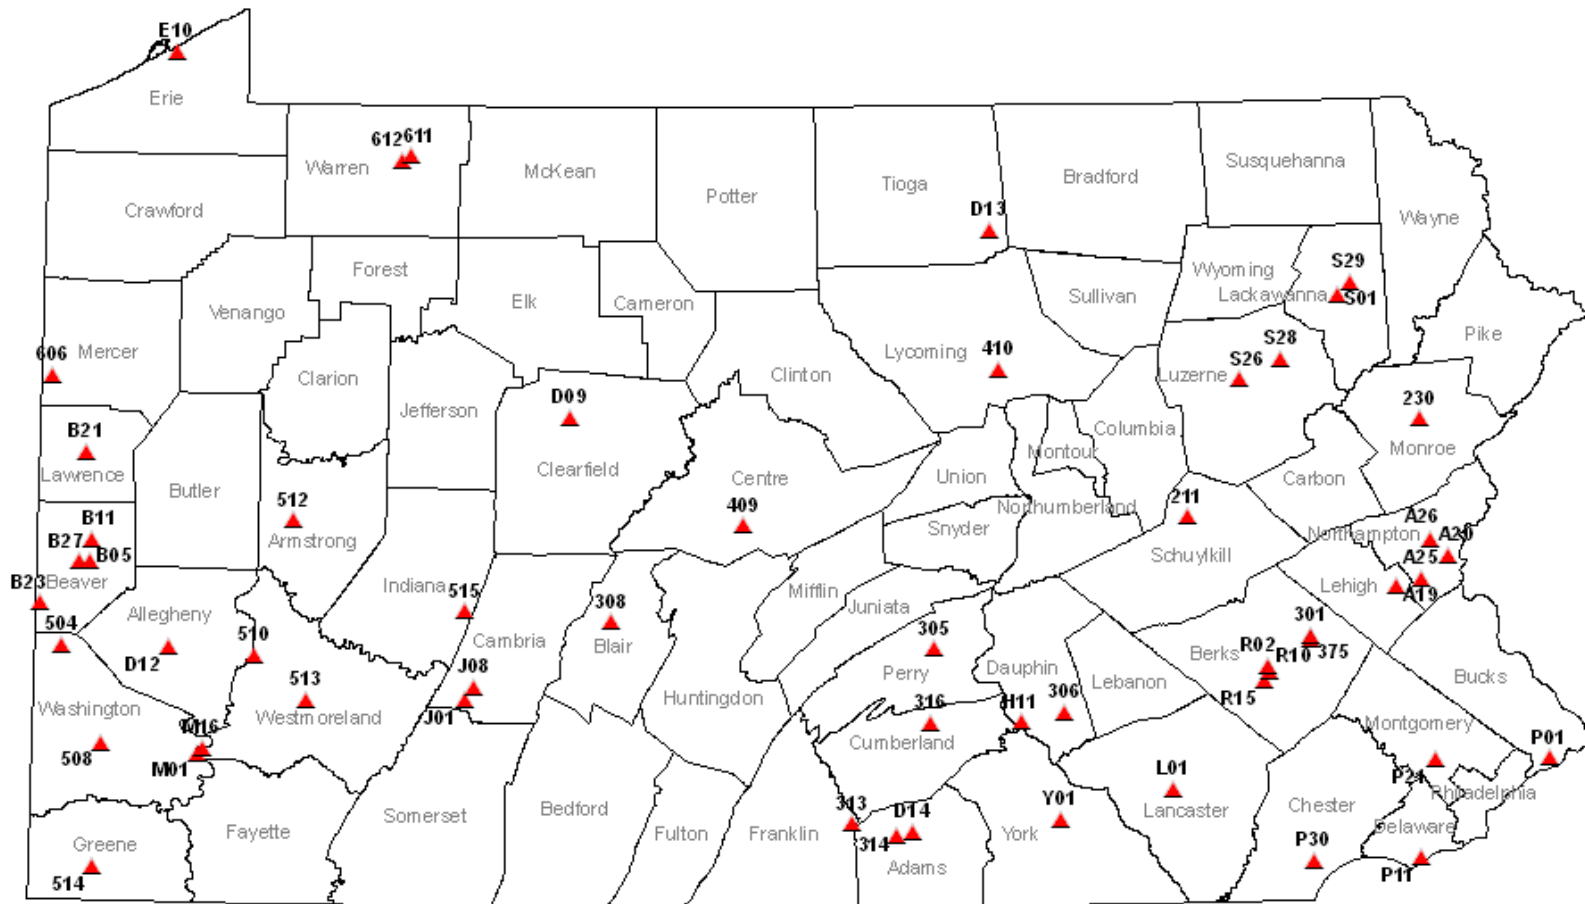 E10
Erie
612 611
Warren
McKean
Potter
Tioga
Bradford
Susquehanna
Crawford
D13
Wayne
Forest
Wyoming
S29
Lackawanna
S01
Venango
Elk
Cameron
Sullivan
Pike
606
Mercer
Clarion
Jefferson
Clinton
Lycoming
410
S28
S26
Luzerne
D09
230
Monroe
B21
Lawrence
Butler
Clearfield
Centre
409
Union
Montour
Columbia
Carbon
512
Armstrong
Snyder
Northumberland
211
Schuylkill
B11
B27
B05
Beaver
B23
A26
Northampton
A20
A25
Lehigh
A19
Indiana
515
Cambria
308
Blair
Mifflin
Juniata
504
Allegheny
D12
510
305
Perry
Dauphin
306
Lebanon
301
375
Berks
R02
R10
R15
Bucks
513
Westmoreland
J08
J01
Huntingdon
316
Cumberland
H11
Montgomery
P01
Washington
508
M16
M01
P21
Philadelphia
L01
Lancaster
Chester
Delaware
Greene
514
Fayette
Somerset
Bedford
Fulton
Franklin
313
D14
314
Adams
Y01
York
P30
P11